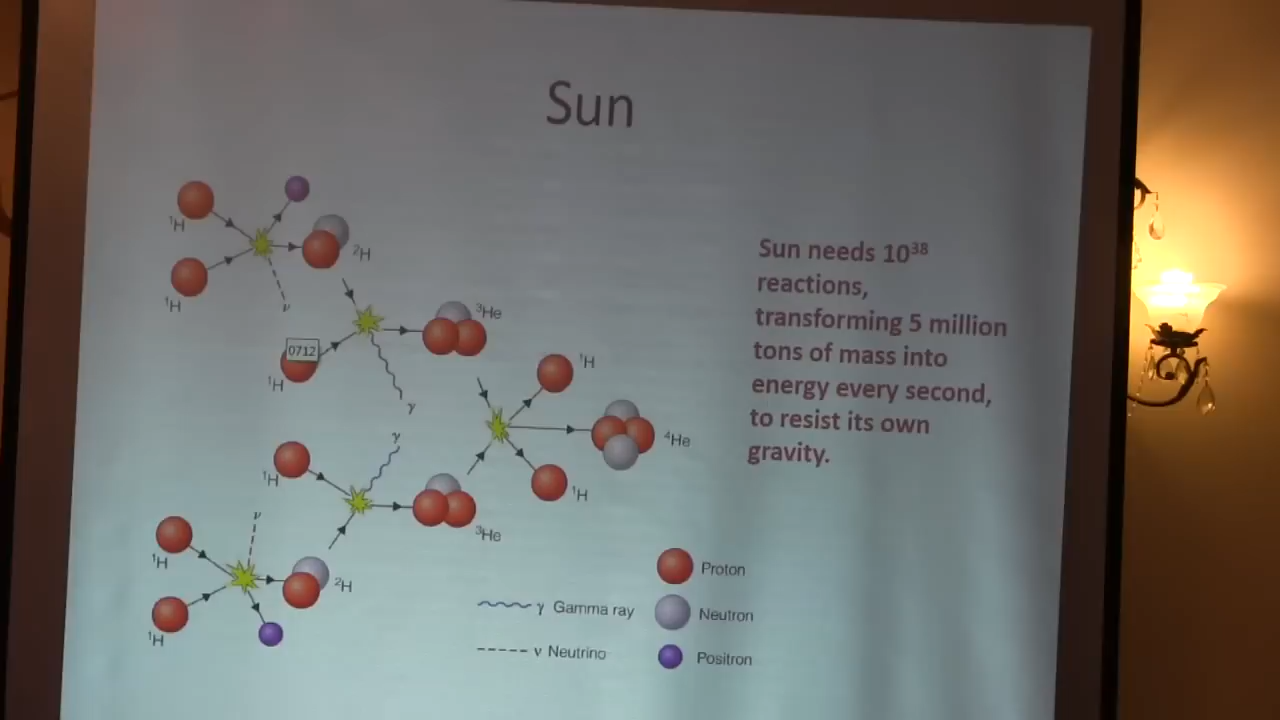 Sun
¹H
²H
¹H
ν
³He
0712
¹H
γ
¹H
⁴He
γ
¹H
¹H
³He
ν
¹H
²H
¹H
Sun needs 10³⁸
reactions,
transforming 5 million
tons of mass into
energy every second,
to resist its own
gravity.
Proton
γ Gamma ray
Neutron
ν Neutrino
Positron